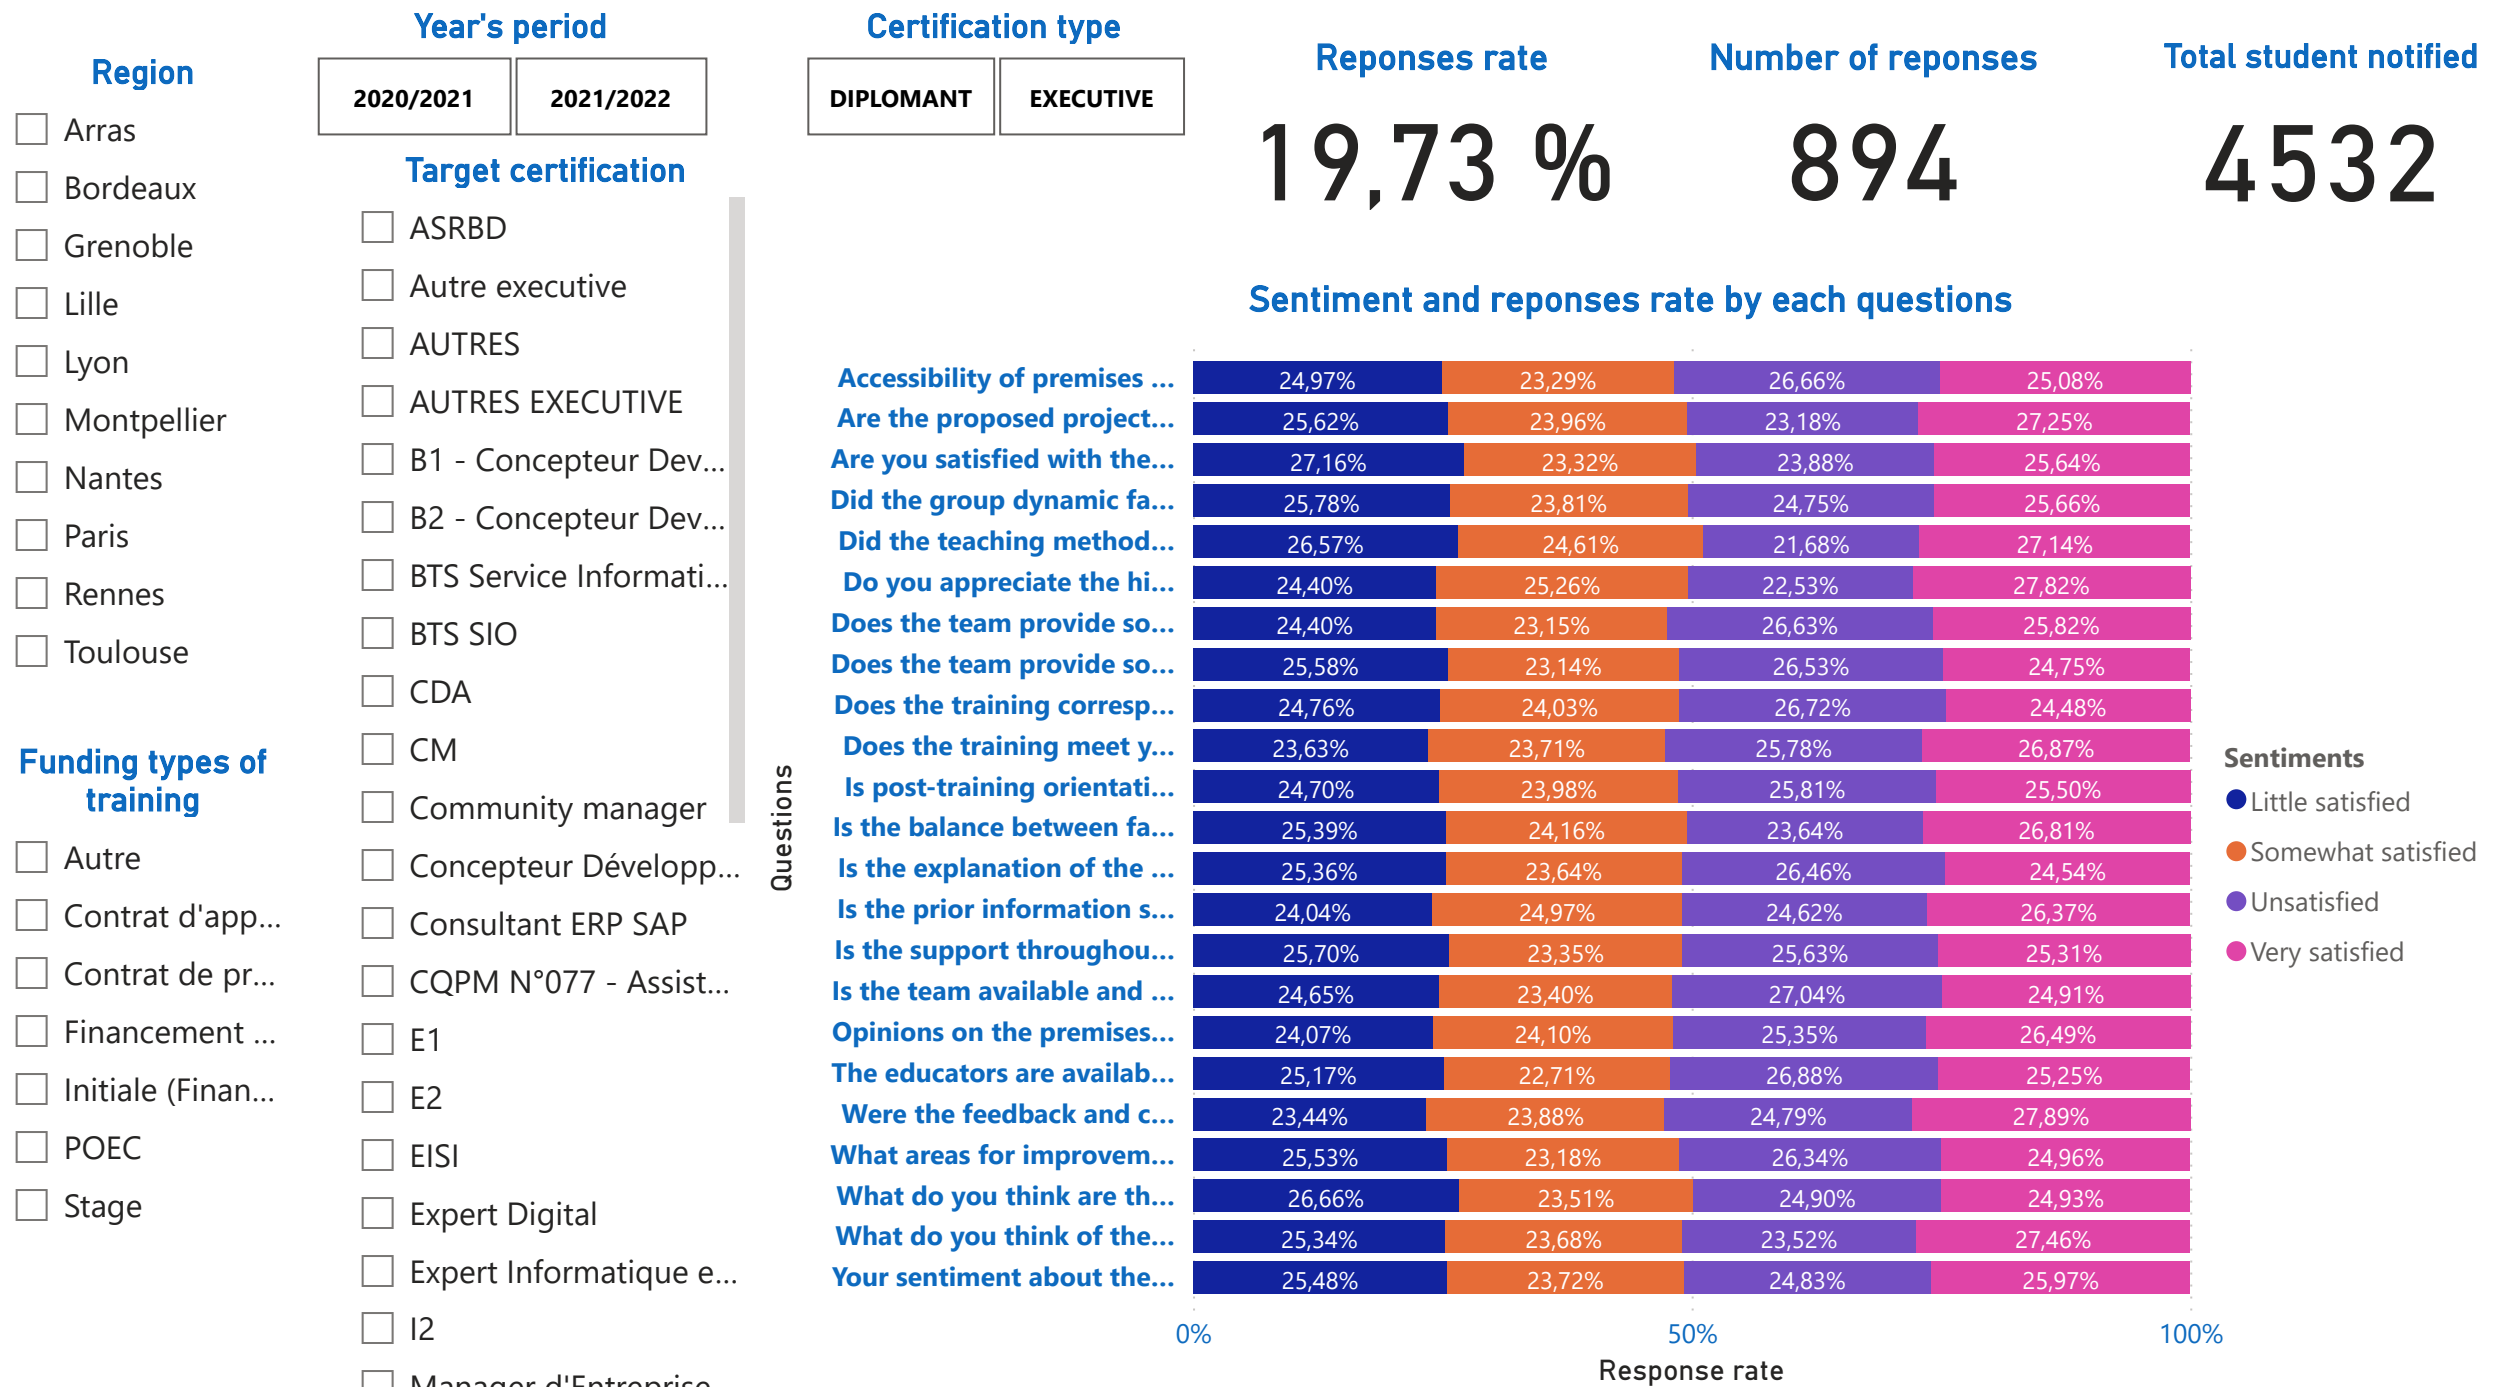 Region
Arras
Bordeaux
Grenoble
Lille
Lyon
Montpellier
Nantes
Paris
Rennes
Toulouse
Funding types of
training
Autre
Contrat d'app...
Contrat de pr...
Financement ...
Initiale (Finan...
POEC
Stage
Year's period
2020/2021
2021/2022
Target certification
ASRBD
Autre executive
AUTRES
AUTRES EXECUTIVE
B1 - Concepteur Dev...
B2 - Concepteur Dev...
BTS Service Informati...
BTS SIO
CDA
CM
Community manager
Concepteur Développ...
Consultant ERP SAP
CQPM N°077 - Assist...
E1
E2
EISI
Expert Digital
Expert Informatique e...
I2
Manager d'Entreprise
Certification type
DIPLOMANT
EXECUTIVE
Reponses rate
19,73 %
Number of reponses
894
Total student notified
4532
Sentiment and reponses rate by each questions
Questions
Accessibility of premises ... 24,97% 23,29% 26,66% 25,08%
Are the proposed project... 25,62% 23,96% 23,18% 27,25%
Are you satisfied with the... 27,16% 23,32% 23,88% 25,64%
Did the group dynamic fa... 25,78% 23,81% 24,75% 25,66%
Did the teaching method... 26,57% 24,61% 21,68% 27,14%
Do you appreciate the hi... 24,40% 25,26% 22,53% 27,82%
Does the team provide so... 24,40% 23,15% 26,63% 25,82%
Does the team provide so... 25,58% 23,14% 26,53% 24,75%
Does the training corresp... 24,76% 24,03% 26,72% 24,48%
Does the training meet y... 23,63% 23,71% 25,78% 26,87%
Is post-training orientati... 24,70% 23,98% 25,81% 25,50%
Is the balance between fa... 25,39% 24,16% 23,64% 26,81%
Is the explanation of the ... 25,36% 23,64% 26,46% 24,54%
Is the prior information s... 24,04% 24,97% 24,62% 26,37%
Is the support throughou... 25,70% 23,35% 25,63% 25,31%
Is the team available and ... 24,65% 23,40% 27,04% 24,91%
Opinions on the premises... 24,07% 24,10% 25,35% 26,49%
The educators are availab... 25,17% 22,71% 26,88% 25,25%
Were the feedback and c... 23,44% 23,88% 24,79% 27,89%
What areas for improvem... 25,53% 23,18% 26,34% 24,96%
What do you think are th... 26,66% 23,51% 24,90% 24,93%
What do you think of the... 25,34% 23,68% 23,52% 27,46%
Your sentiment about the... 25,48% 23,72% 24,83% 25,97%
0% 50% 100%
Response rate
Sentiments
Little satisfied
Somewhat satisfied
Unsatisfied
Very satisfied